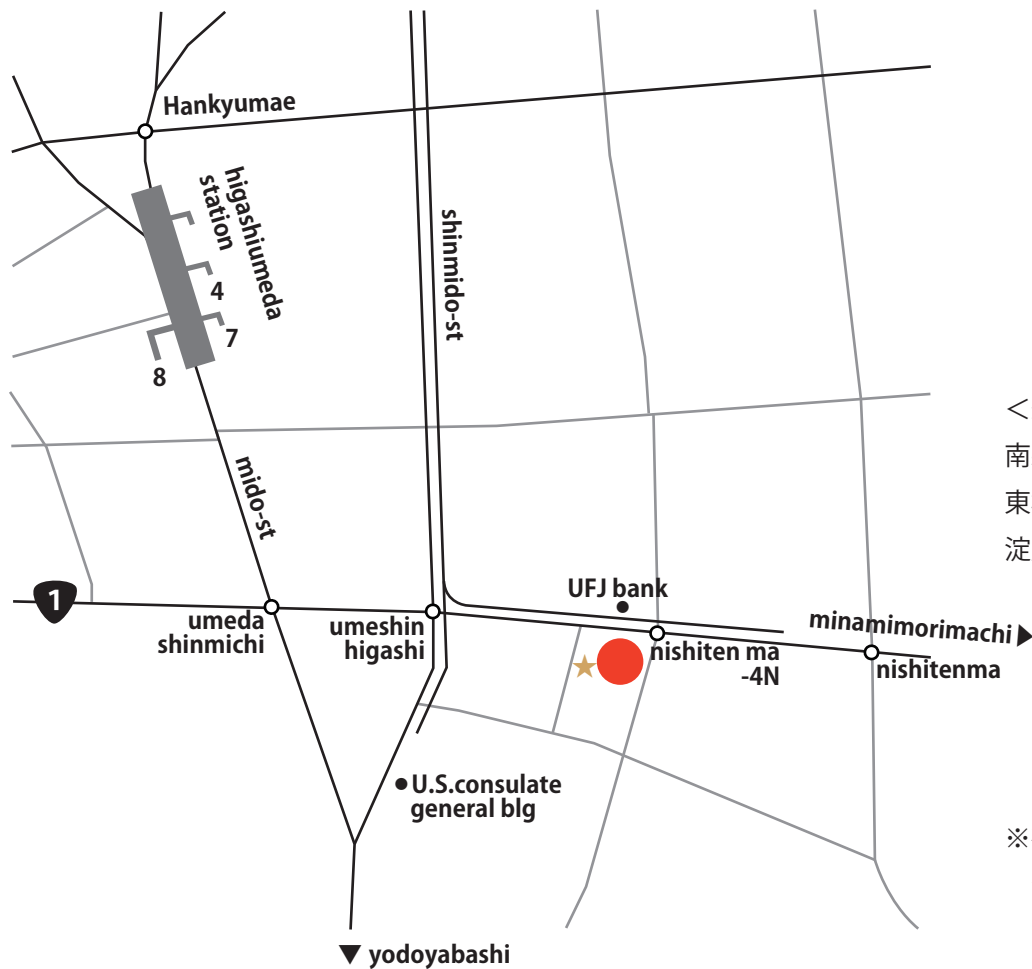 Hankyumae
higashiumeda
station
4
7
8
shinmido-st
mido-st
1
umeda
shinmichi
umeshin
higashi
UFJ bank
minamimorimachi
nishiten ma
-4N
nishitenma
U.S.consulate
general blg
yodoyabashi
＜
南
東
淀
※